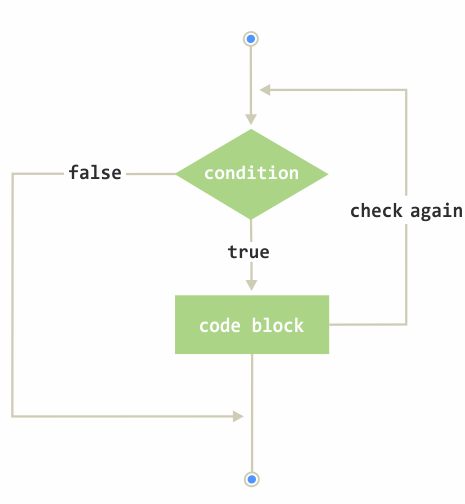 false
condition
check again
true
code block